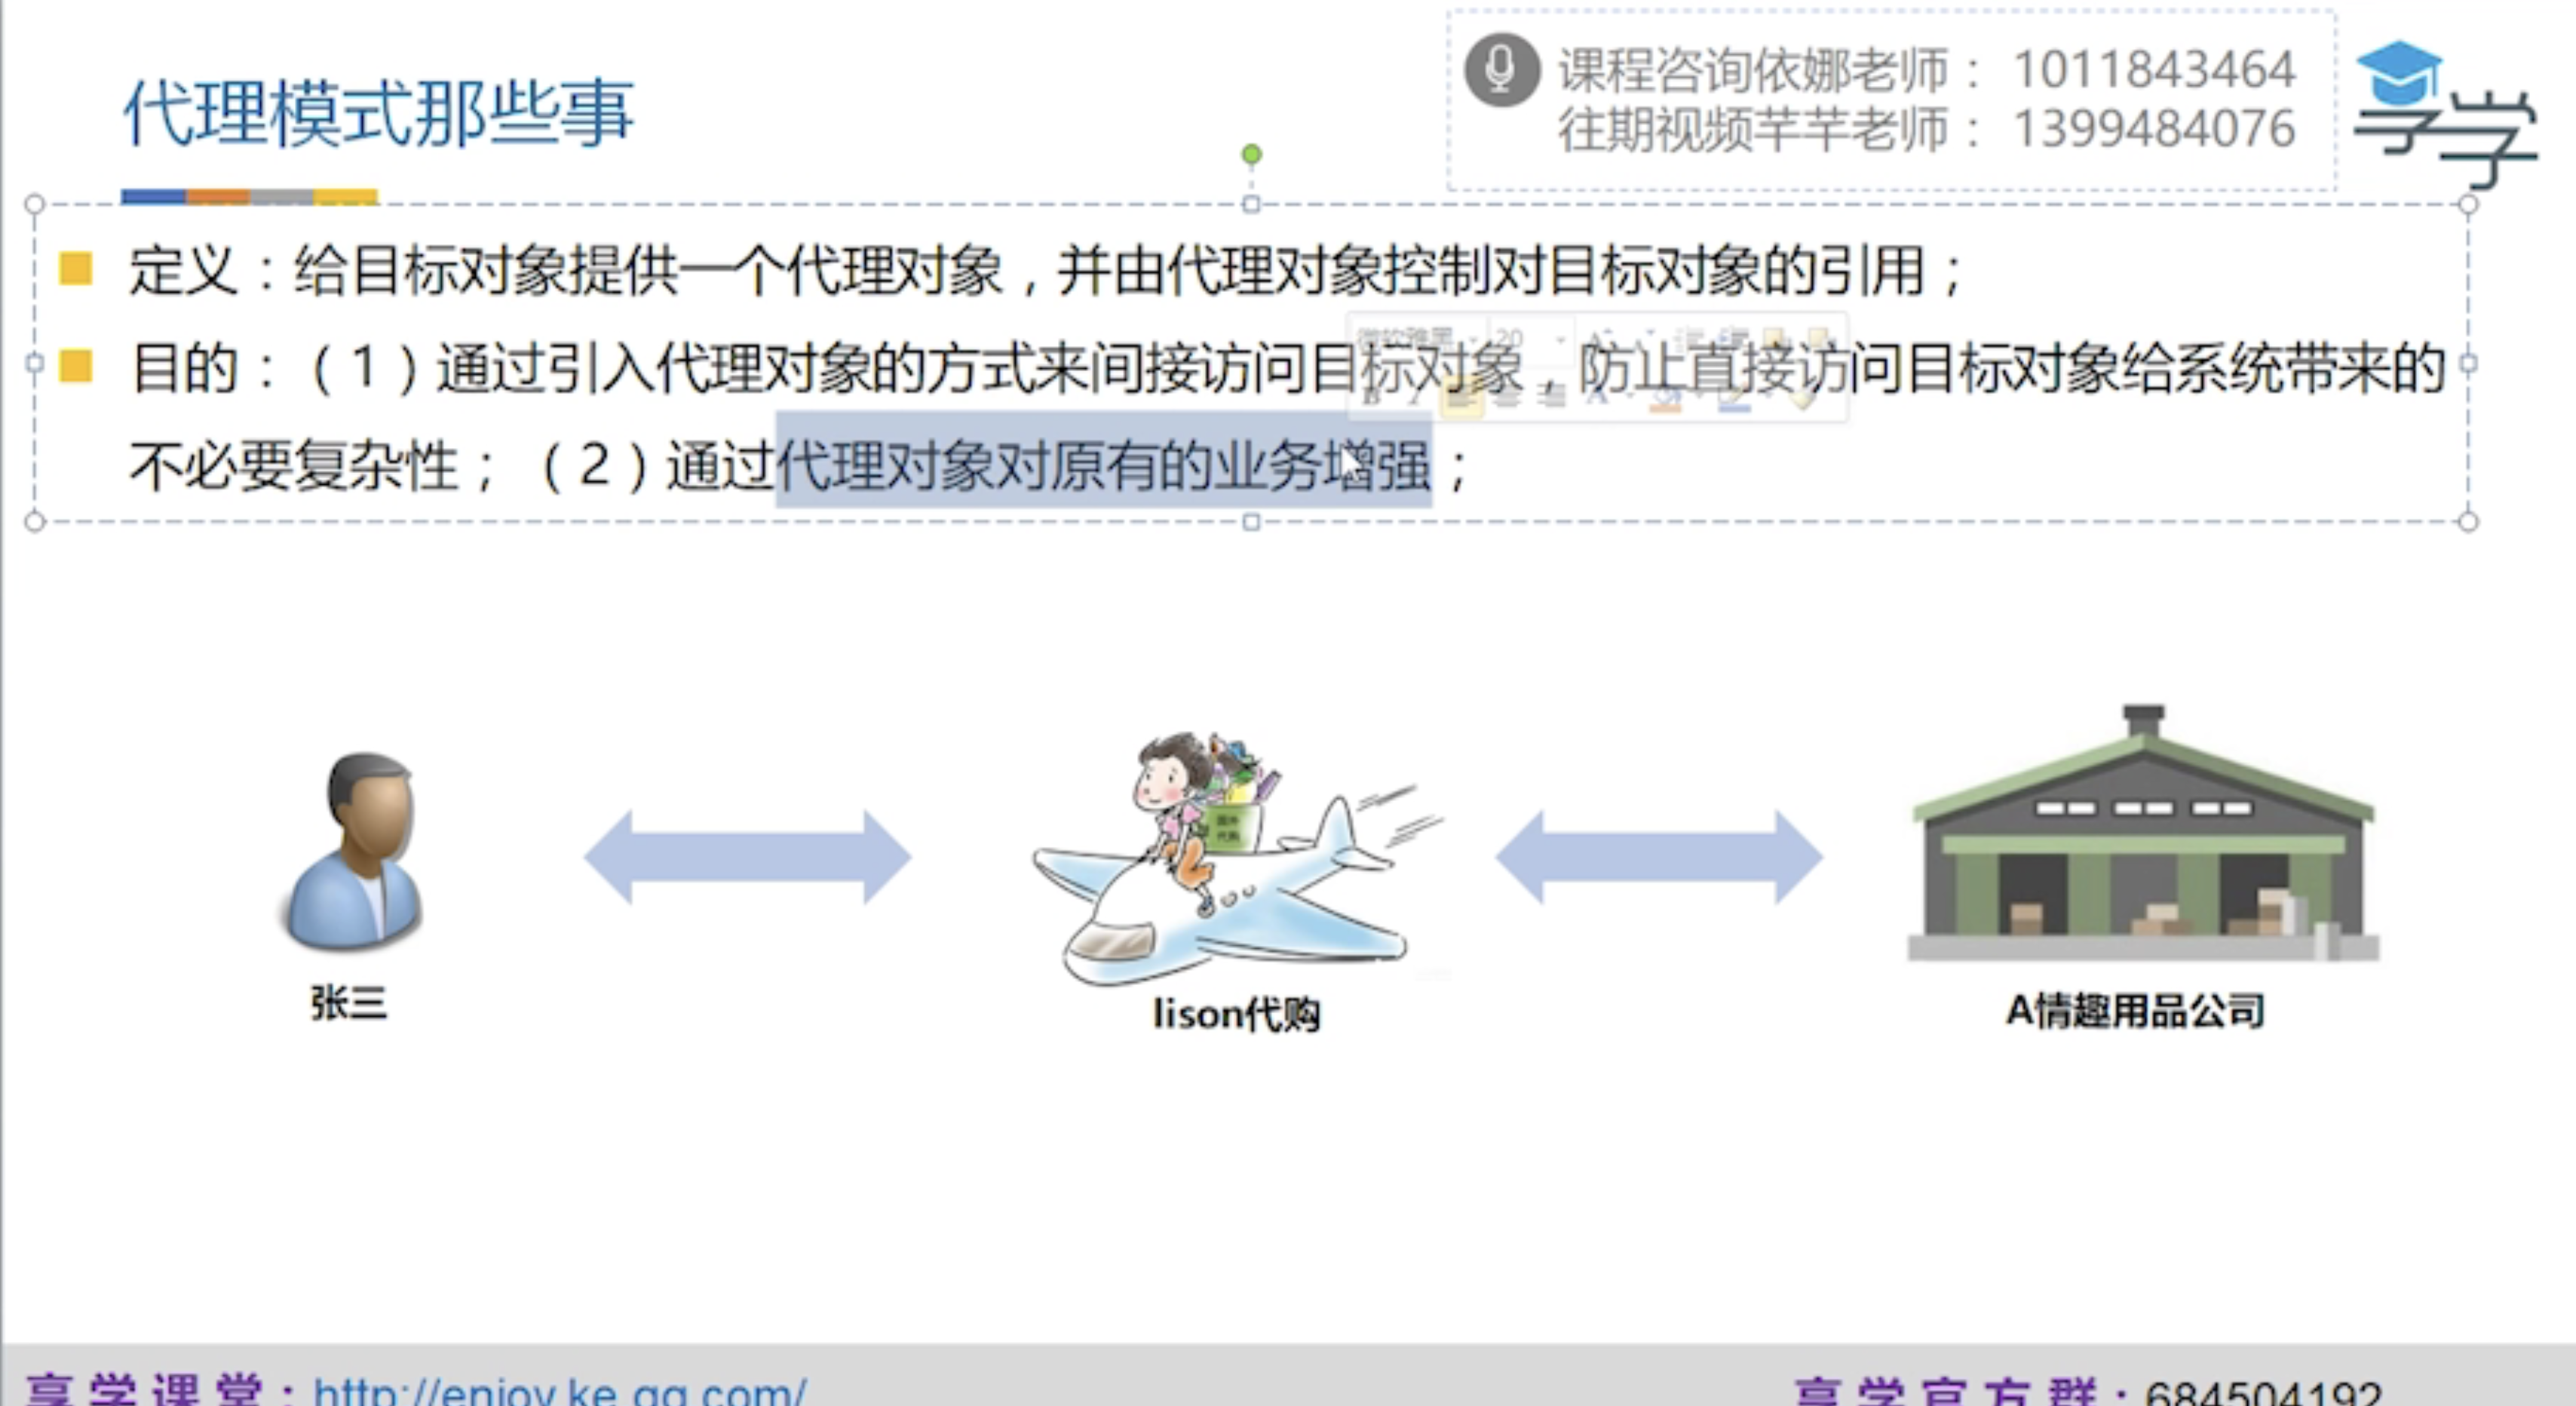 代理模式那些事
课程咨询依娜老师： 1011843464
往期视频芊芊老师： 1399484076
享学
定义：给目标对象提供一个代理对象，并由代理对象控制对目标对象的引用；
目的：（1）通过引入代理对象的方式来间接访问目标对象，防止直接访问目标对象给系统带来的
不必要复杂性；（2）通过代理对象对原有的业务增强；
微软雅黑 20
B I A
代购
张三
lison代购
A情趣用品公司
享学课堂：http://enjoy.ke.qq.com/
享学官方群：684504192